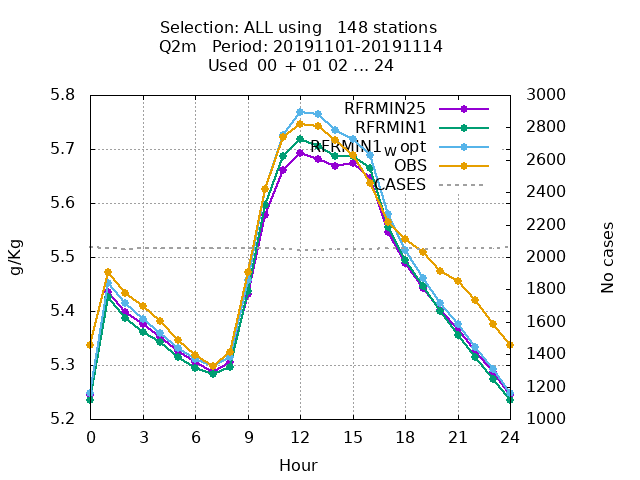 Selection: ALL using   148 stations
Q2m   Period: 20191101-20191114
Used  00 + 01 02 ... 24
5.8
5.7
5.6
5.5
5.4
5.3
5.2
3000
2800
2600
2400
2200
2000
1800
1600
1400
1200
1000
g/Kg
No cases
RFRMIN25
RFRMIN1
RFRMIN1w opt
OBS
CASES
0 3 6 9 12 15 18 21 24
Hour